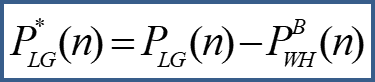 P*LG(n) = PLG(n) − PBWH(n)